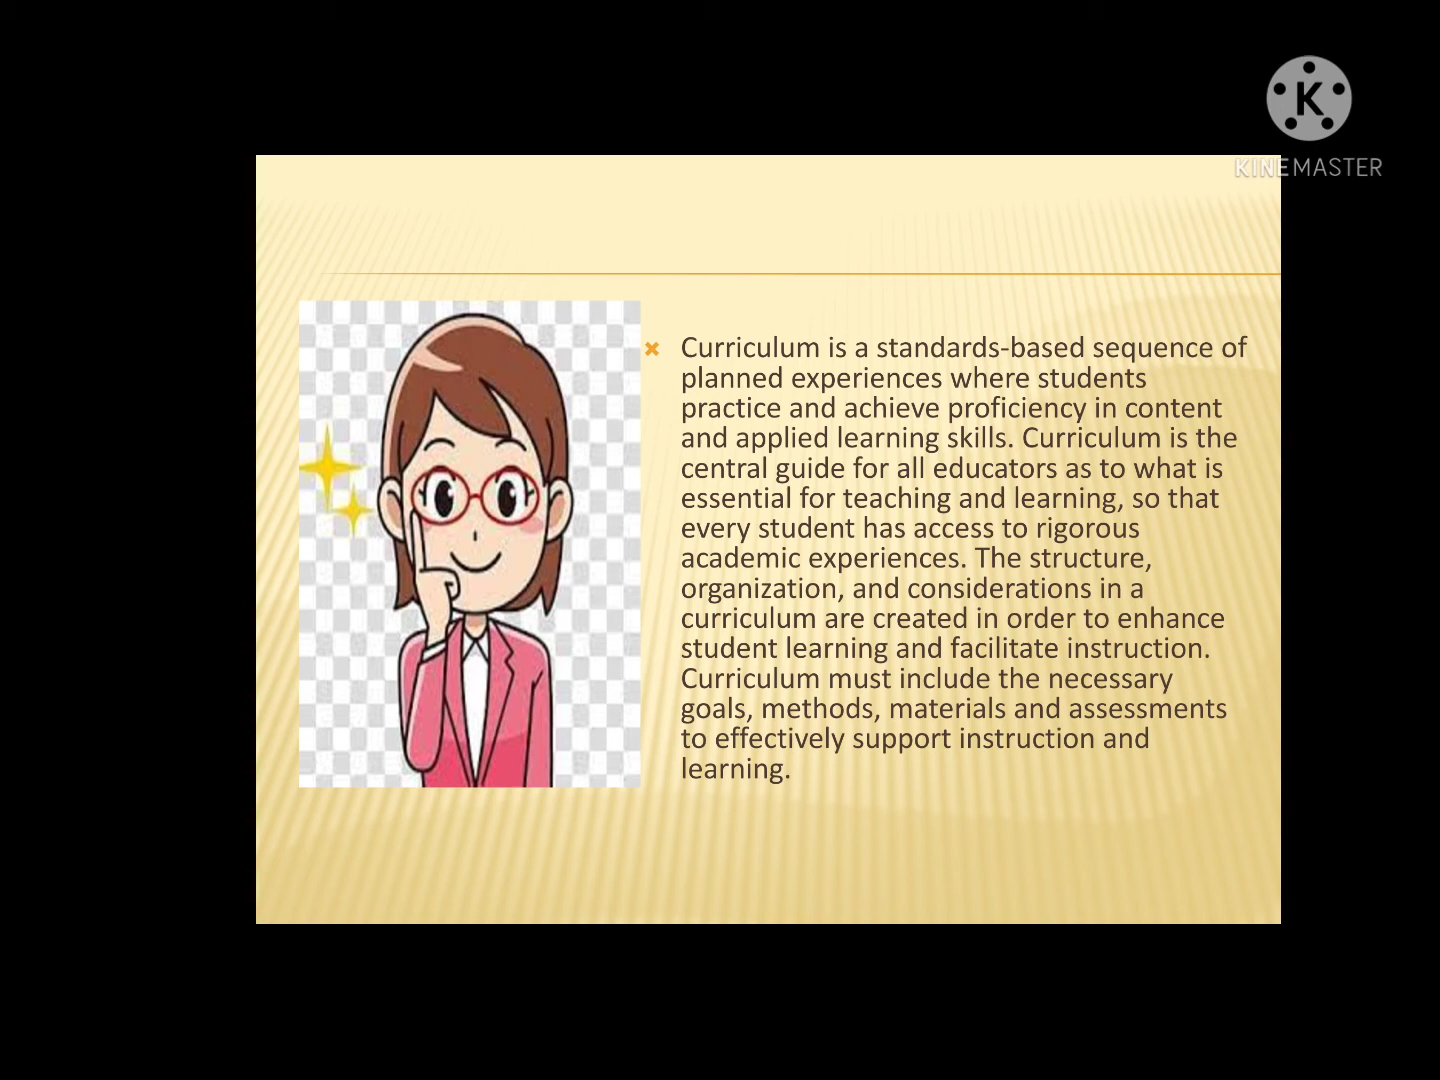 K
KINEMASTER
Curriculum is a standards-based sequence of
planned experiences where students
practice and achieve proficiency in content
and applied learning skills. Curriculum is the
central guide for all educators as to what is
essential for teaching and learning, so that
every student has access to rigorous
academic experiences. The structure,
organization, and considerations in a
curriculum are created in order to enhance
student learning and facilitate instruction.
Curriculum must include the necessary
goals, methods, materials and assessments
to effectively support instruction and
learning.